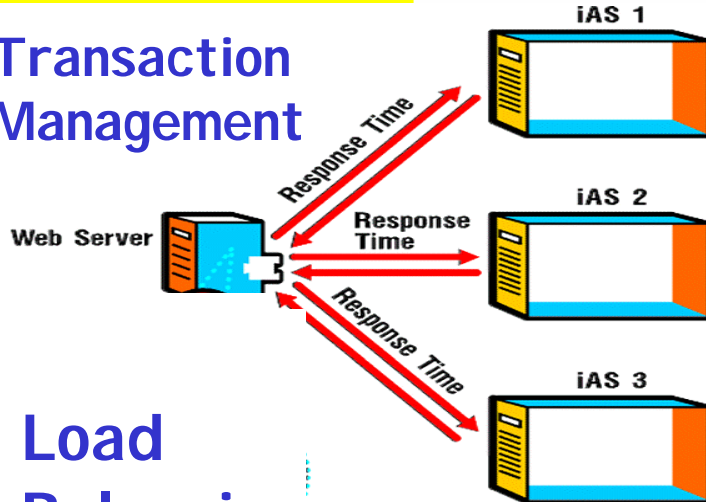 iAS 1
Transaction
Management
Response Time
iAS 2
Web Server
Response
Time
Response Time
iAS 3
Load